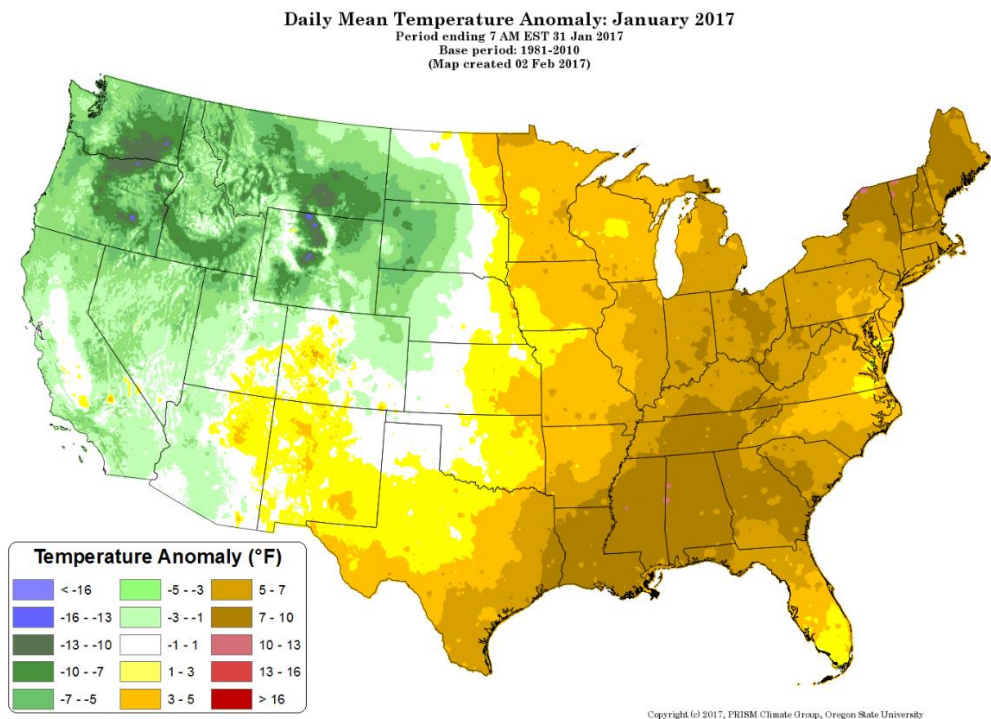 Daily Mean Temperature Anomaly: January 2017
Period ending 7 AM EST 31 Jan 2017
Base period: 1981-2010
(Map created 02 Feb 2017)
Temperature Anomaly (°F)
< -16
-16 - -13
-13 - -10
-10 - -7
-7 - -5
-5 - -3
-3 - -1
-1 - 1
1 - 3
3 - 5
5 - 7
7 - 10
10 - 13
13 - 16
> 16
Copyright (c) 2017, PRISM Climate Group, Oregon State University